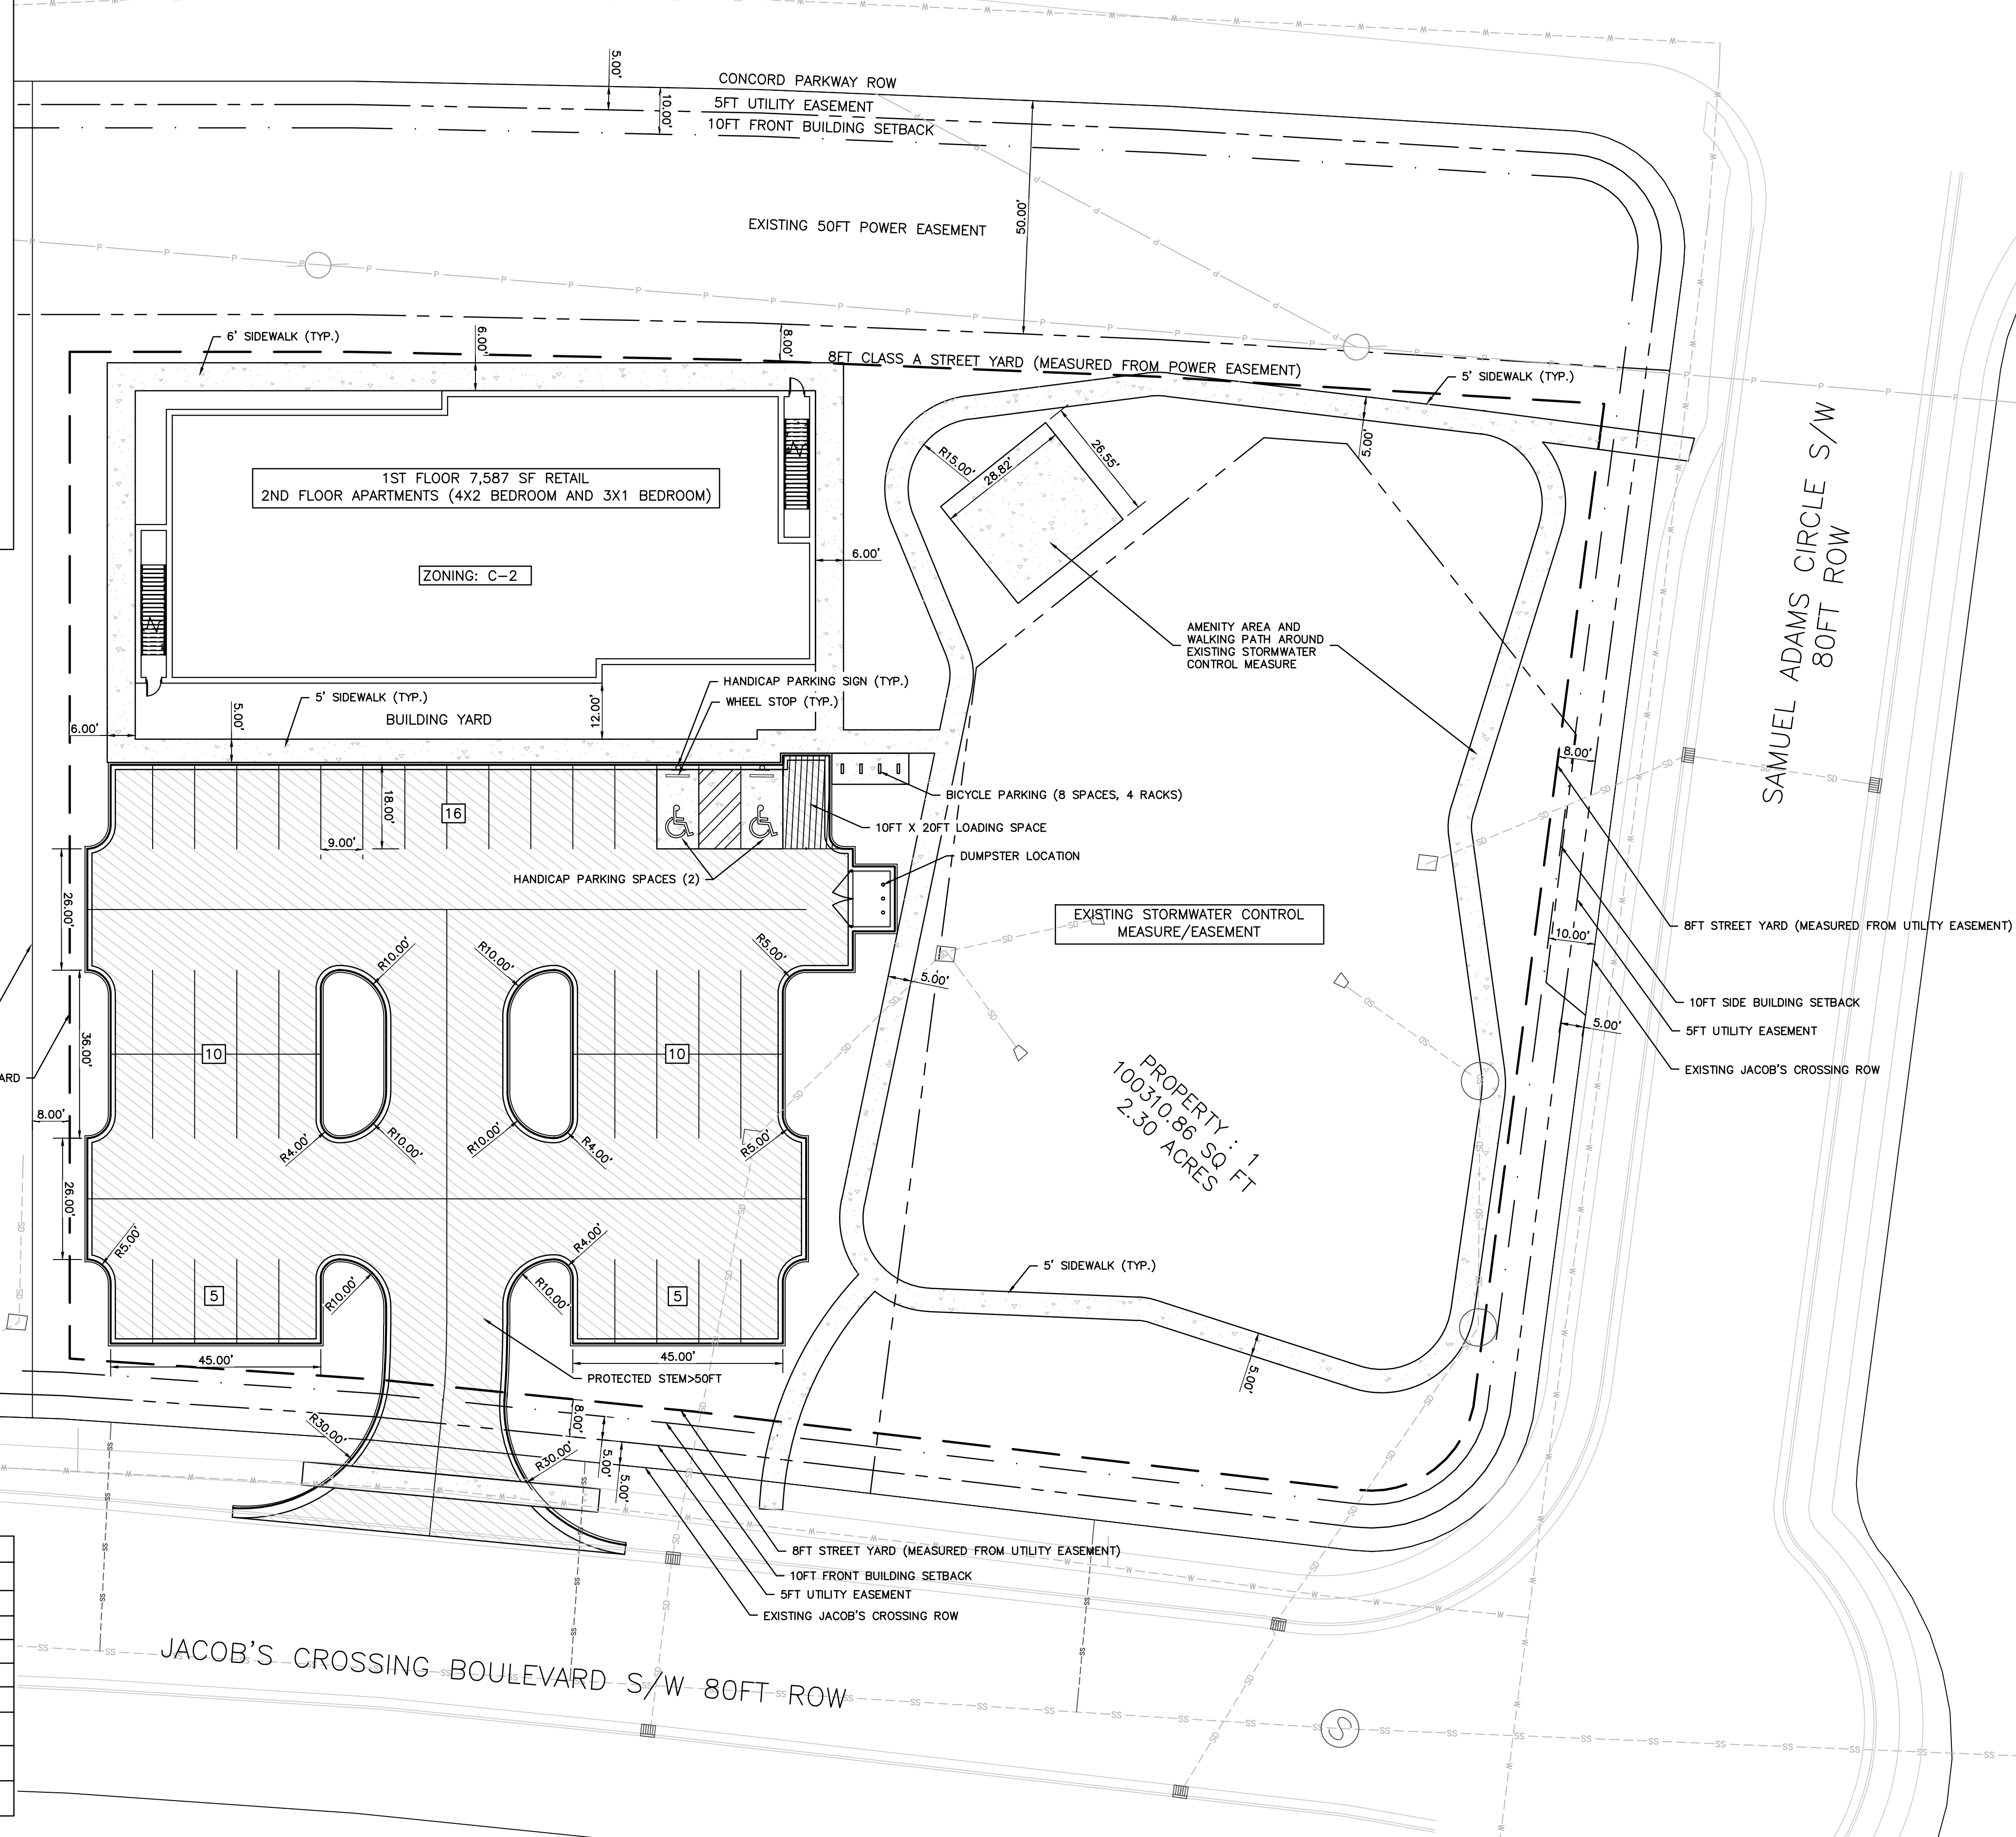 CONCORD PARKWAY ROW
5.00'
5FT UTILITY EASEMENT
10.00'
10FT FRONT BUILDING SETBACK
EXISTING 50FT POWER EASEMENT
50.00'
6' SIDEWALK (TYP.)
6.00'
8.00'
8FT CLASS A STREET YARD (MEASURED FROM POWER EASEMENT)
5' SIDEWALK (TYP.)
5.00'
R15.00'
28.82'
26.55'
1ST FLOOR 7,587 SF RETAIL
2ND FLOOR APARTMENTS (4X2 BEDROOM AND 3X1 BEDROOM)
ZONING: C-2
6.00'
SAMUEL ADAMS CIRCLE S/W
80FT ROW
AMENITY AREA AND
WALKING PATH AROUND
EXISTING STORMWATER
CONTROL MEASURE
HANDICAP PARKING SIGN (TYP.)
WHEEL STOP (TYP.)
5' SIDEWALK (TYP.)
BUILDING YARD
12.00'
5.00'
6.00'
8.00'
BICYCLE PARKING (8 SPACES, 4 RACKS)
10FT X 20FT LOADING SPACE
DUMPSTER LOCATION
16
18.00'
9.00'
HANDICAP PARKING SPACES (2)
26.00'
EXISTING STORMWATER CONTROL
MEASURE/EASEMENT
8FT STREET YARD (MEASURED FROM UTILITY EASEMENT)
10.00'
10FT SIDE BUILDING SETBACK
5.00'
5FT UTILITY EASEMENT
EXISTING JACOB'S CROSSING ROW
R10.00'
R10.00'
R5.00'
5.00'
36.00'
10
10
ARD
8.00'
R4.00'
R10.00'
R10.00'
R4.00'
R5.00'
PROPERTY : 1
100310.86 SQ FT
2.30 ACRES
26.00'
R5.00'
R10.00'
R4.00'
R10.00'
5
5
5' SIDEWALK (TYP.)
45.00'
45.00'
PROTECTED STEM>50FT
5.00'
R30.00'
R30.00'
8.00'
5.00'
5.00'
8FT STREET YARD (MEASURED FROM UTILITY EASEMENT)
10FT FRONT BUILDING SETBACK
5FT UTILITY EASEMENT
EXISTING JACOB'S CROSSING ROW
JACOB'S CROSSING BOULEVARD S/W 80FT ROW
S